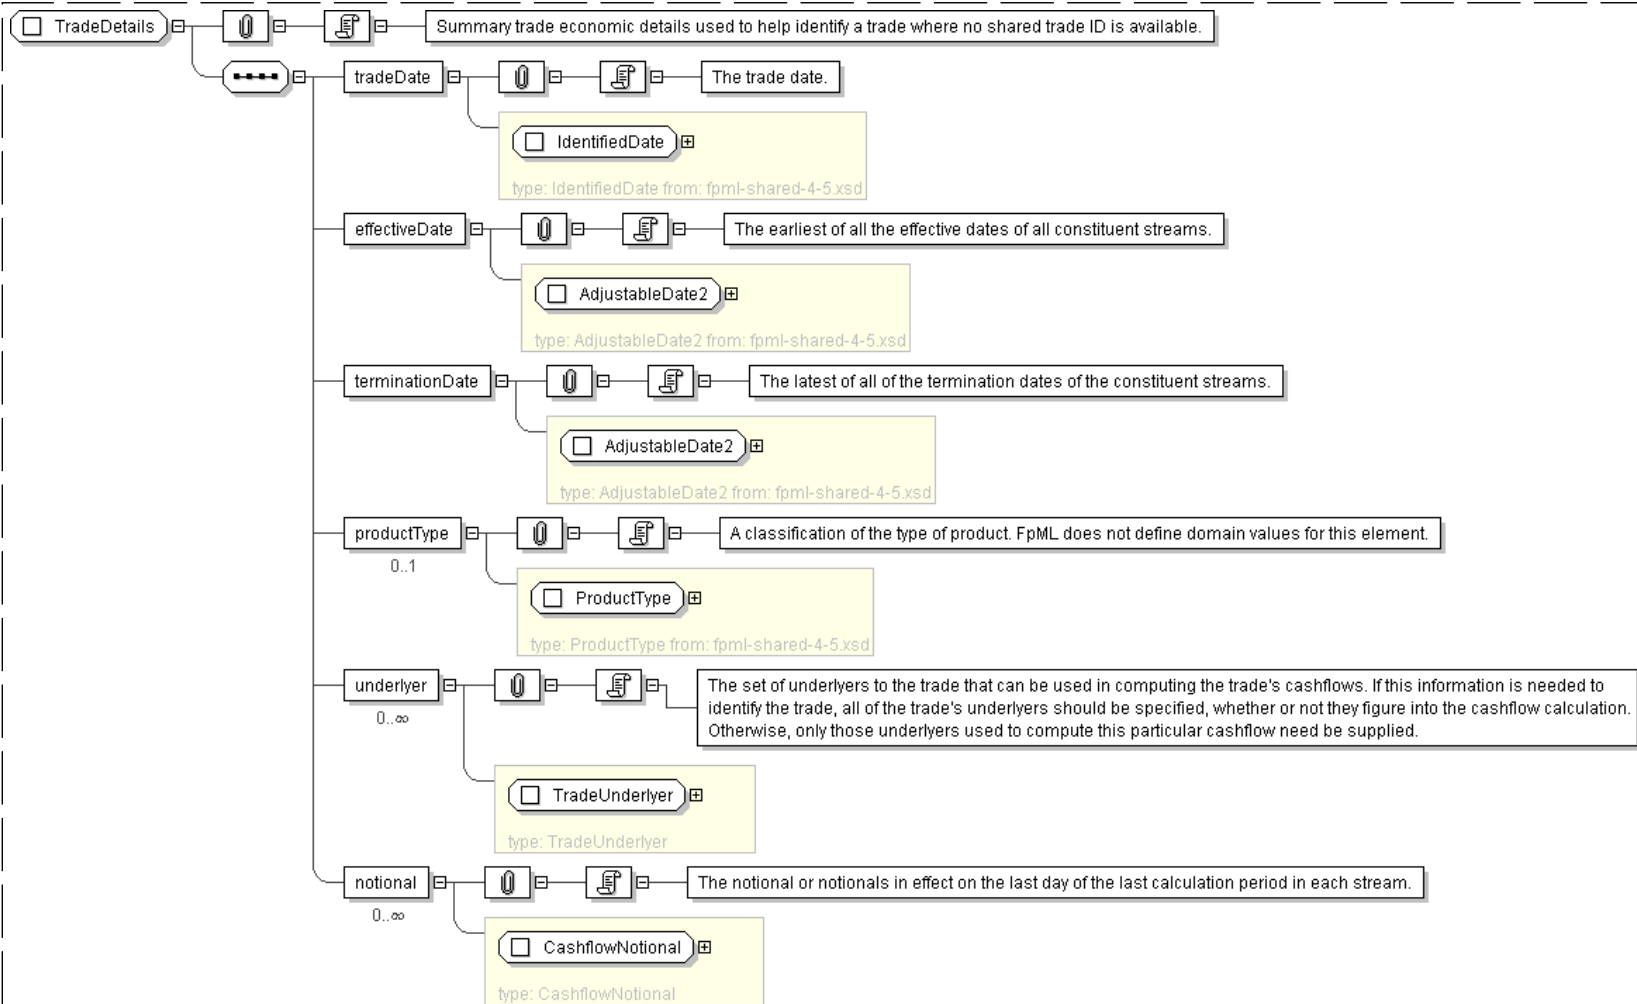 TradeDetails
Summary trade economic details used to help identify a trade where no shared trade ID is available.
tradeDate
The trade date.
IdentifiedDate
type: IdentifiedDate from: fpml-shared-4-5.xsd
effectiveDate
The earliest of all the effective dates of all constituent streams.
AdjustableDate2
type: AdjustableDate2 from: fpml-shared-4-5.xsd
terminationDate
The latest of all of the termination dates of the constituent streams.
AdjustableDate2
type: AdjustableDate2 from: fpml-shared-4-5.xsd
productType
A classification of the type of product. FpML does not define domain values for this element.
0..1
ProductType
type: ProductType from: fpml-shared-4-5.xsd
underlyer
The set of underlyers to the trade that can be used in computing the trade's cashflows. If this information is needed to
identify the trade, all of the trade's underlyers should be specified, whether or not they figure into the cashflow calculation.
Otherwise, only those underlyers used to compute this particular cashflow need be supplied.
0..∞
TradeUnderlyer
type: TradeUnderlyer
notional
The notional or notionals in effect on the last day of the last calculation period in each stream.
0..∞
CashflowNotional
type: CashflowNotional